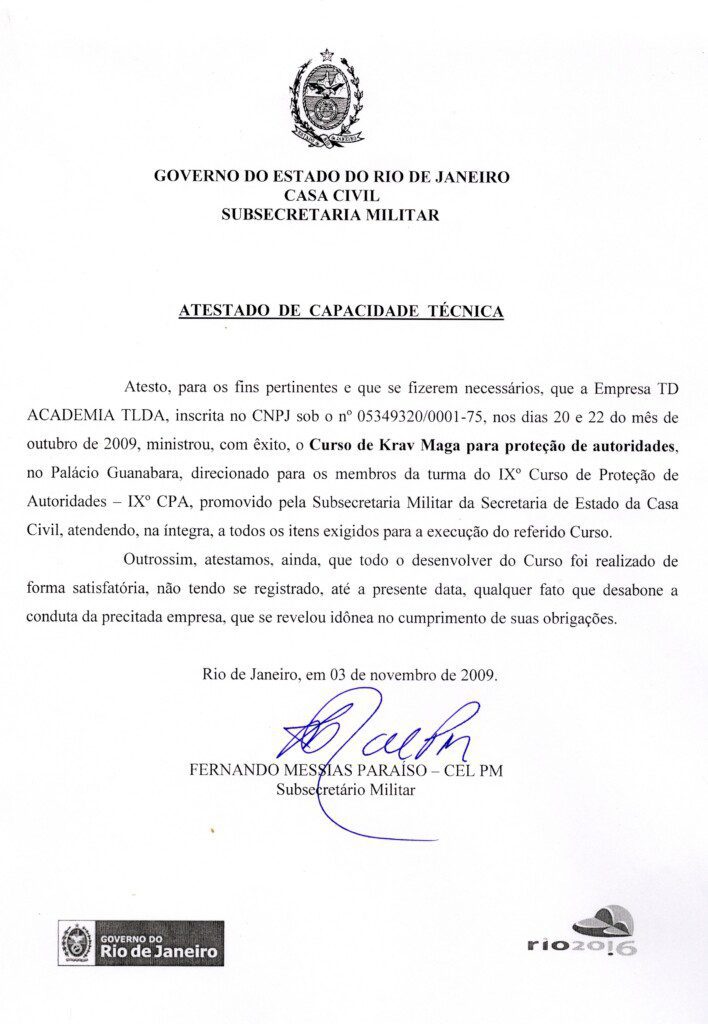 GOVERNO DO ESTADO DO RIO DE JANEIRO
CASA CIVIL
SUBSECRETARIA MILITAR
ATESTADO DE CAPACIDADE TÉCNICA
Atesto, para os fins pertinentes e que se fizerem necessários, que a Empresa TD
ACADEMIA TLDA, inscrita no CNPJ sob o nº 05349320/0001-75, nos dias 20 e 22 do mês de
outubro de 2009, ministrou, com êxito, o Curso de Krav Maga para proteção de autoridades,
no Palácio Guanabara, direcionado para os membros da turma do IXº Curso de Proteção de
Autoridades – IXº CPA, promovido pela Subsecretaria Militar da Secretaria de Estado da Casa
Civil, atendendo, na íntegra, a todos os itens exigidos para a execução do referido Curso.
Outrossim, atestamos, ainda, que todo o desenvolver do Curso foi realizado de
forma satisfatória, não tendo se registrado, até a presente data, qualquer fato que desabone a
conduta da precitada empresa, que se revelou idônea no cumprimento de suas obrigações.
Rio de Janeiro, em 03 de novembro de 2009.
FERNANDO MESSIAS PARAÍSO – CEL PM
Subsecretário Militar
GOVERNO DO
Rio de Janeiro
rio2016